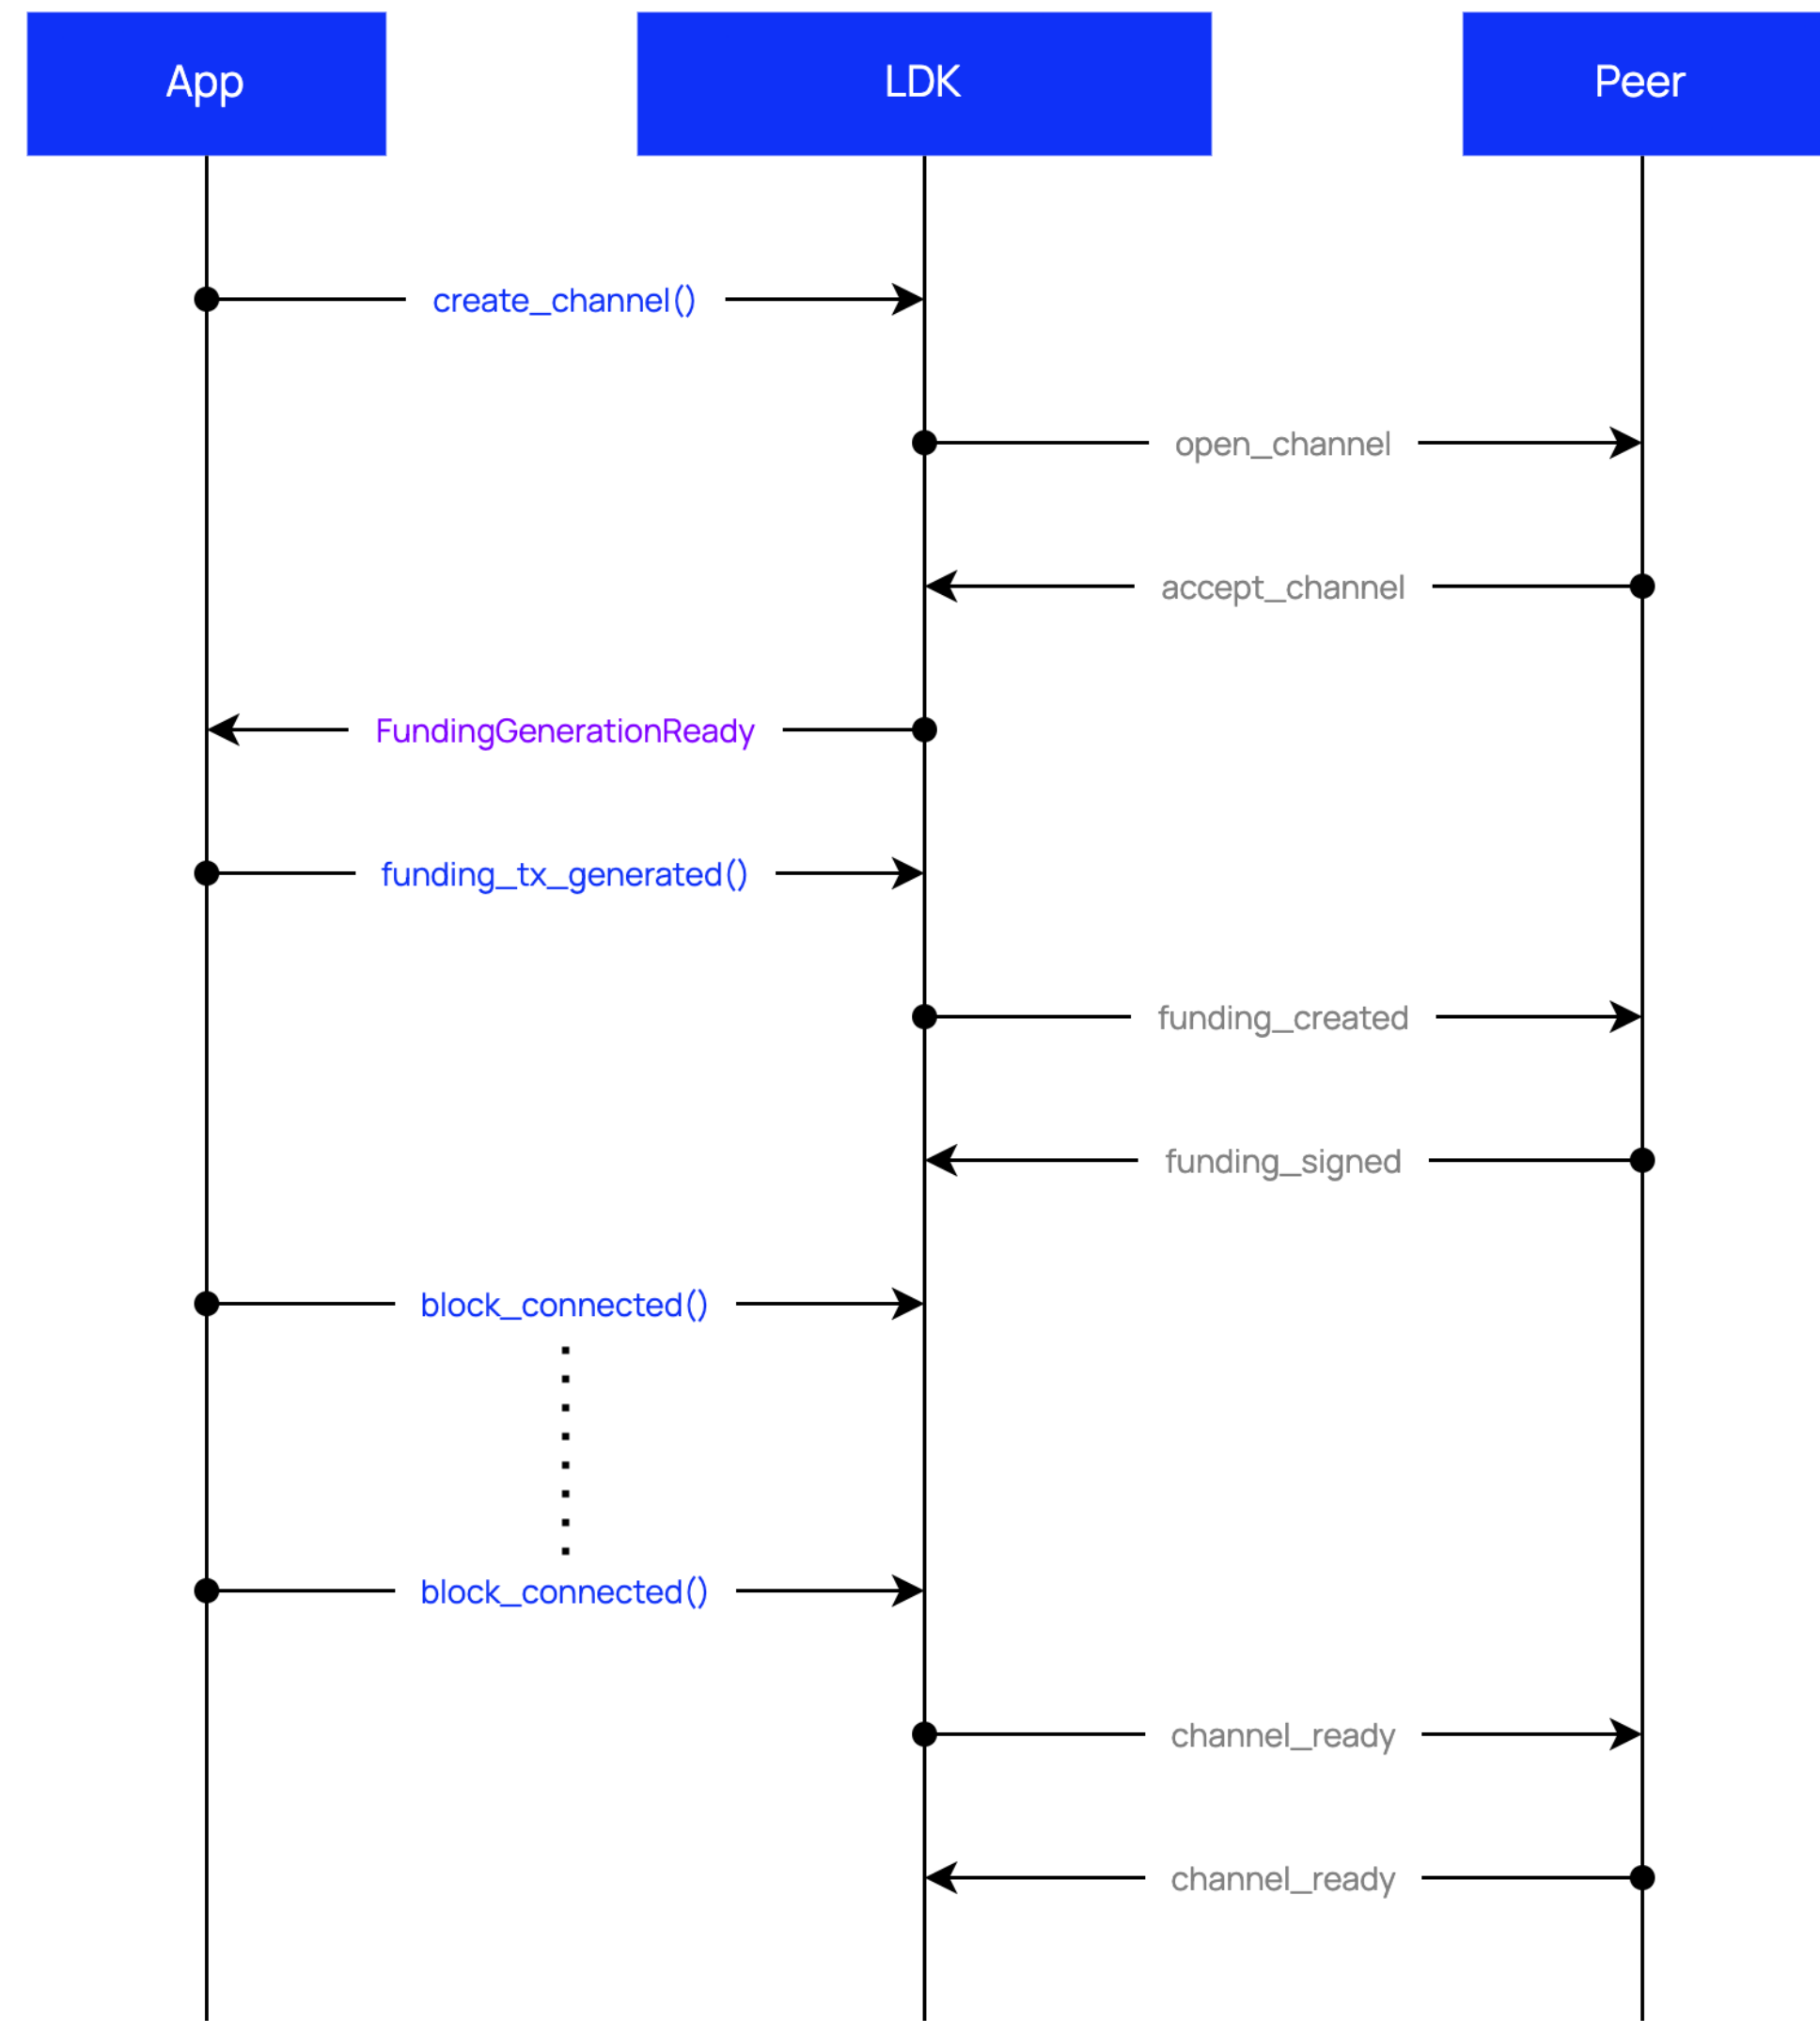 App
LDK
Peer
create_channel()
open_channel
accept_channel
FundingGenerationReady
funding_tx_generated()
funding_created
funding_signed
block_connected()
block_connected()
channel_ready
channel_ready